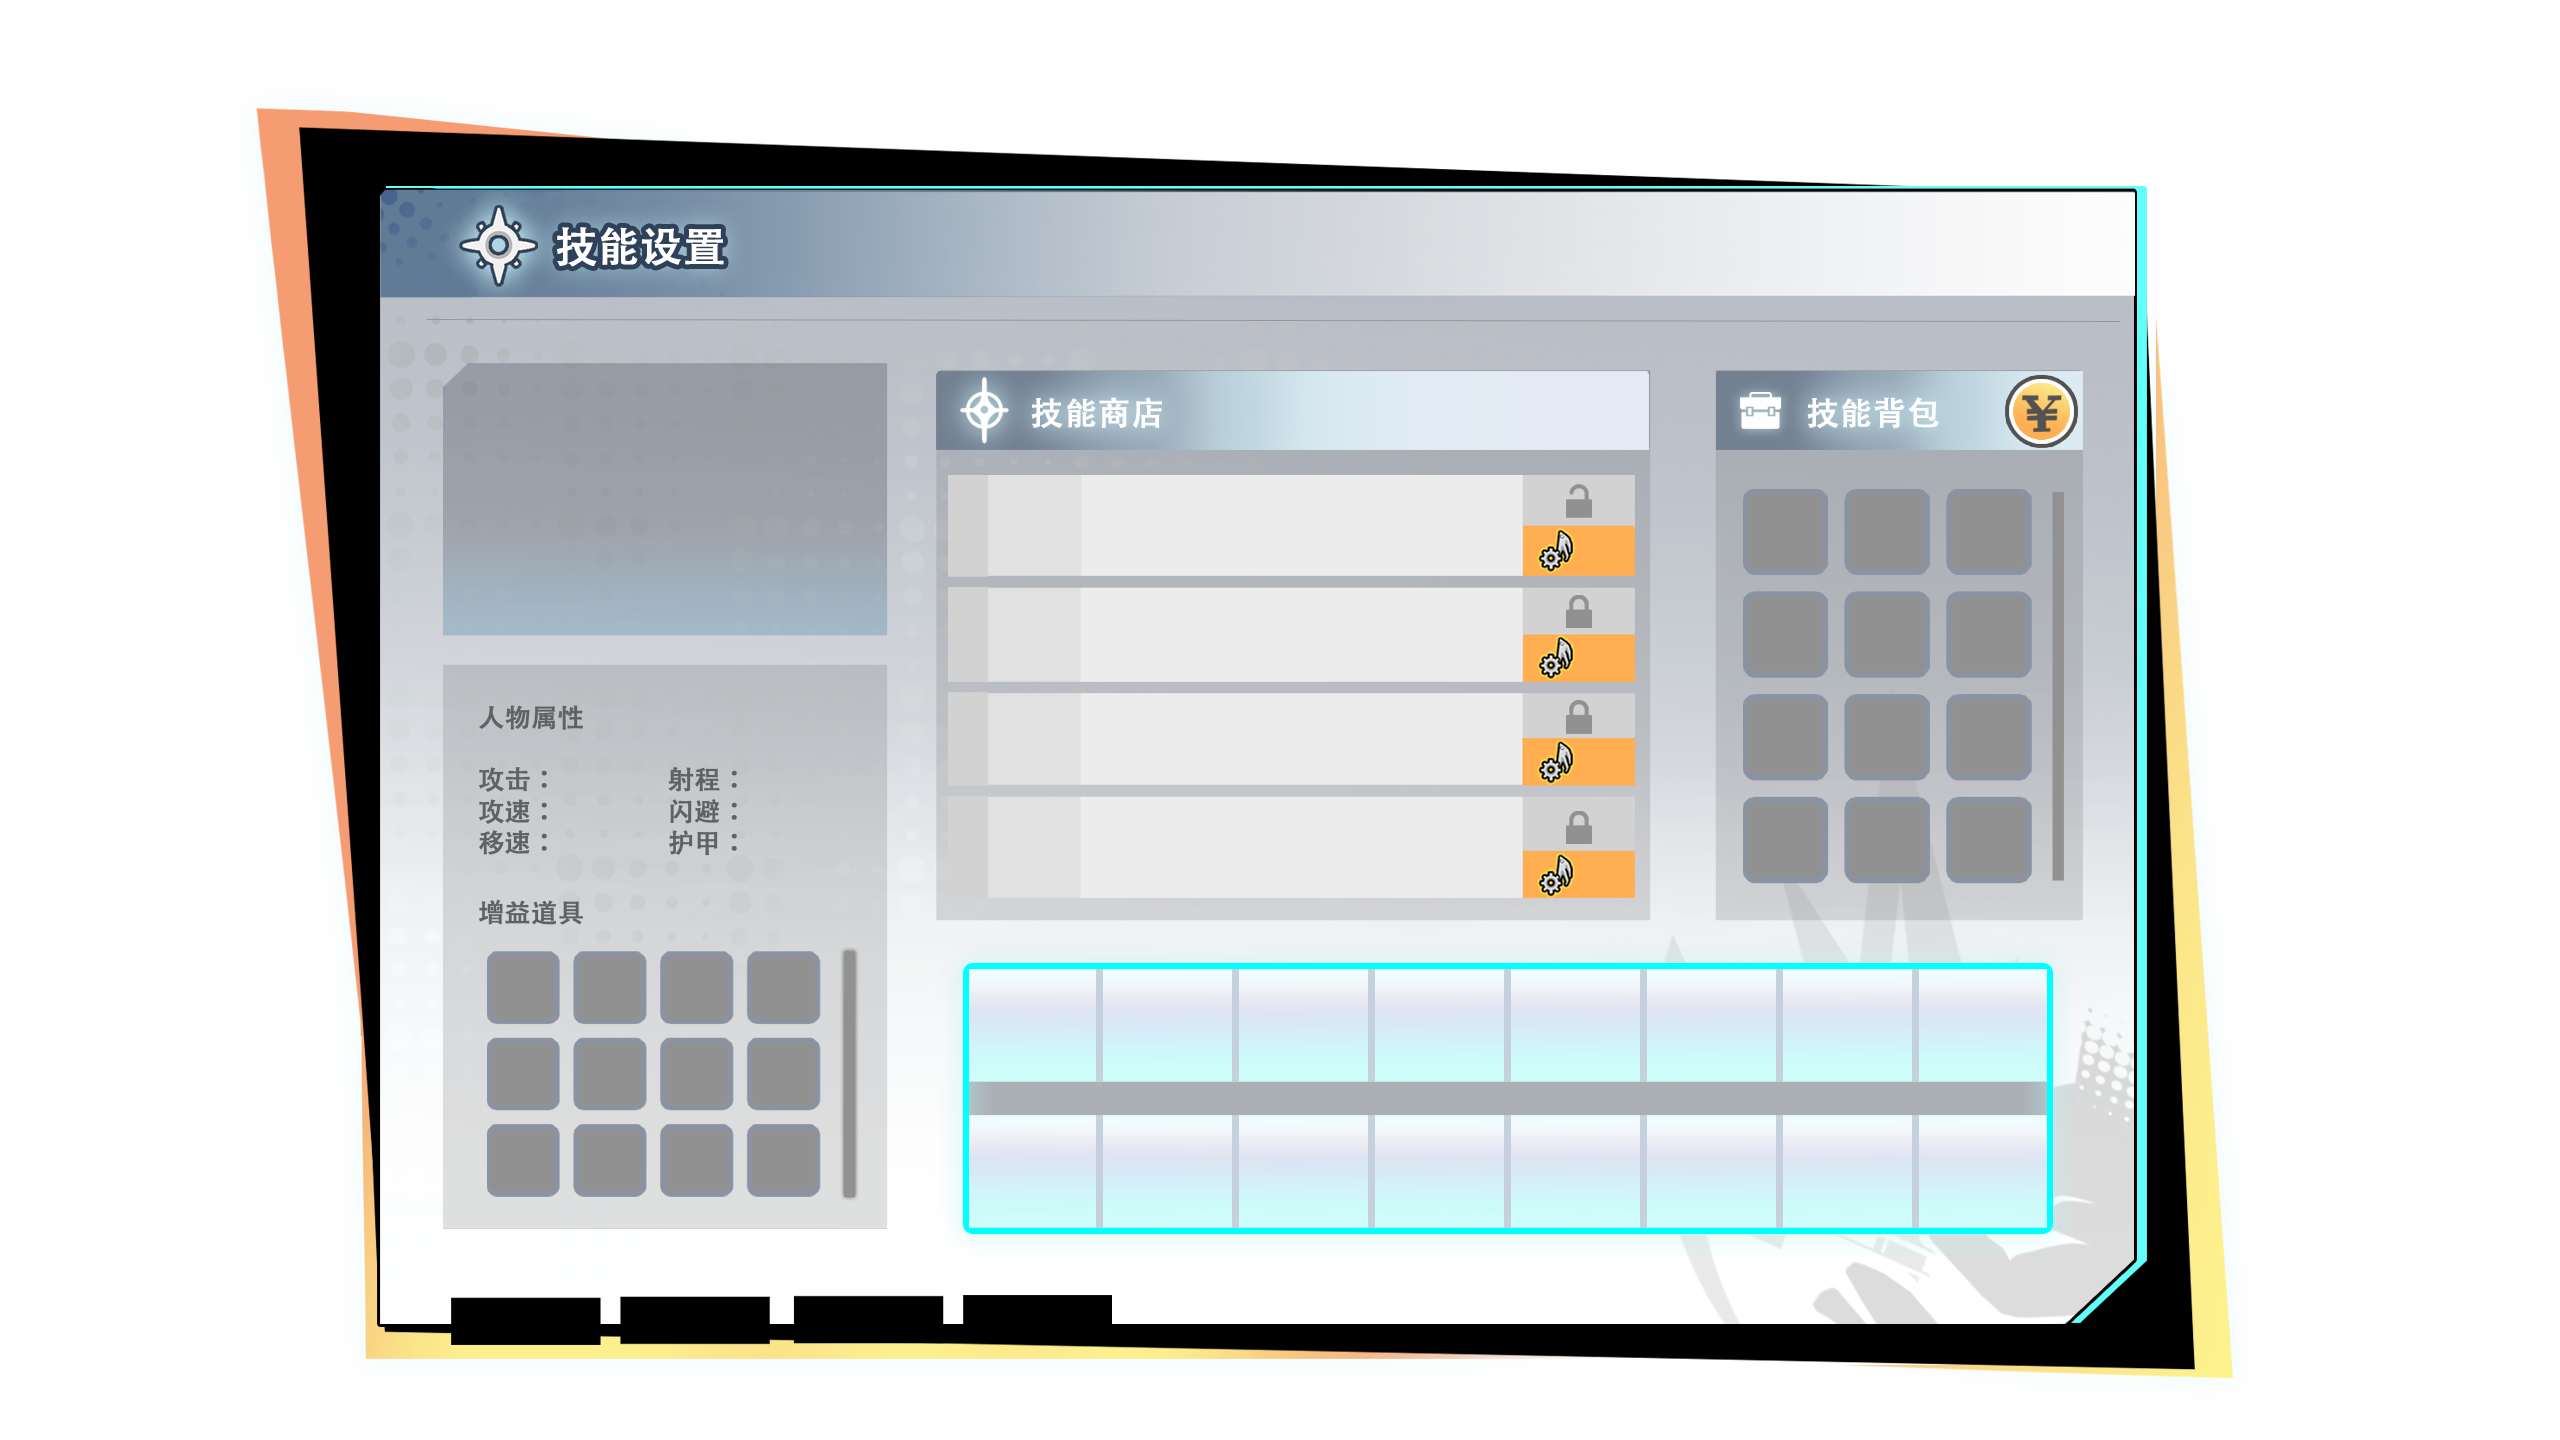 技能设置
技能商店
技能背包
¥
人物属性
攻击： 射程：
攻速： 闪避：
移速： 护甲：
增益道具